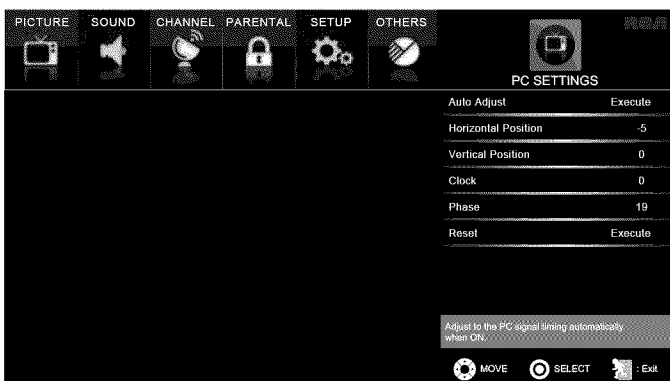 PICTURE SOUND CHANNEL PARENTAL SETUP OTHERS
RCA
PC SETTINGS
Auto Adjust Execute
Horizontal Position -5
Vertical Position 0
Clock 0
Phase 19
Reset Execute
Adjust to the PC signal timing automatically
when ON.
MOVE SELECT : Exit